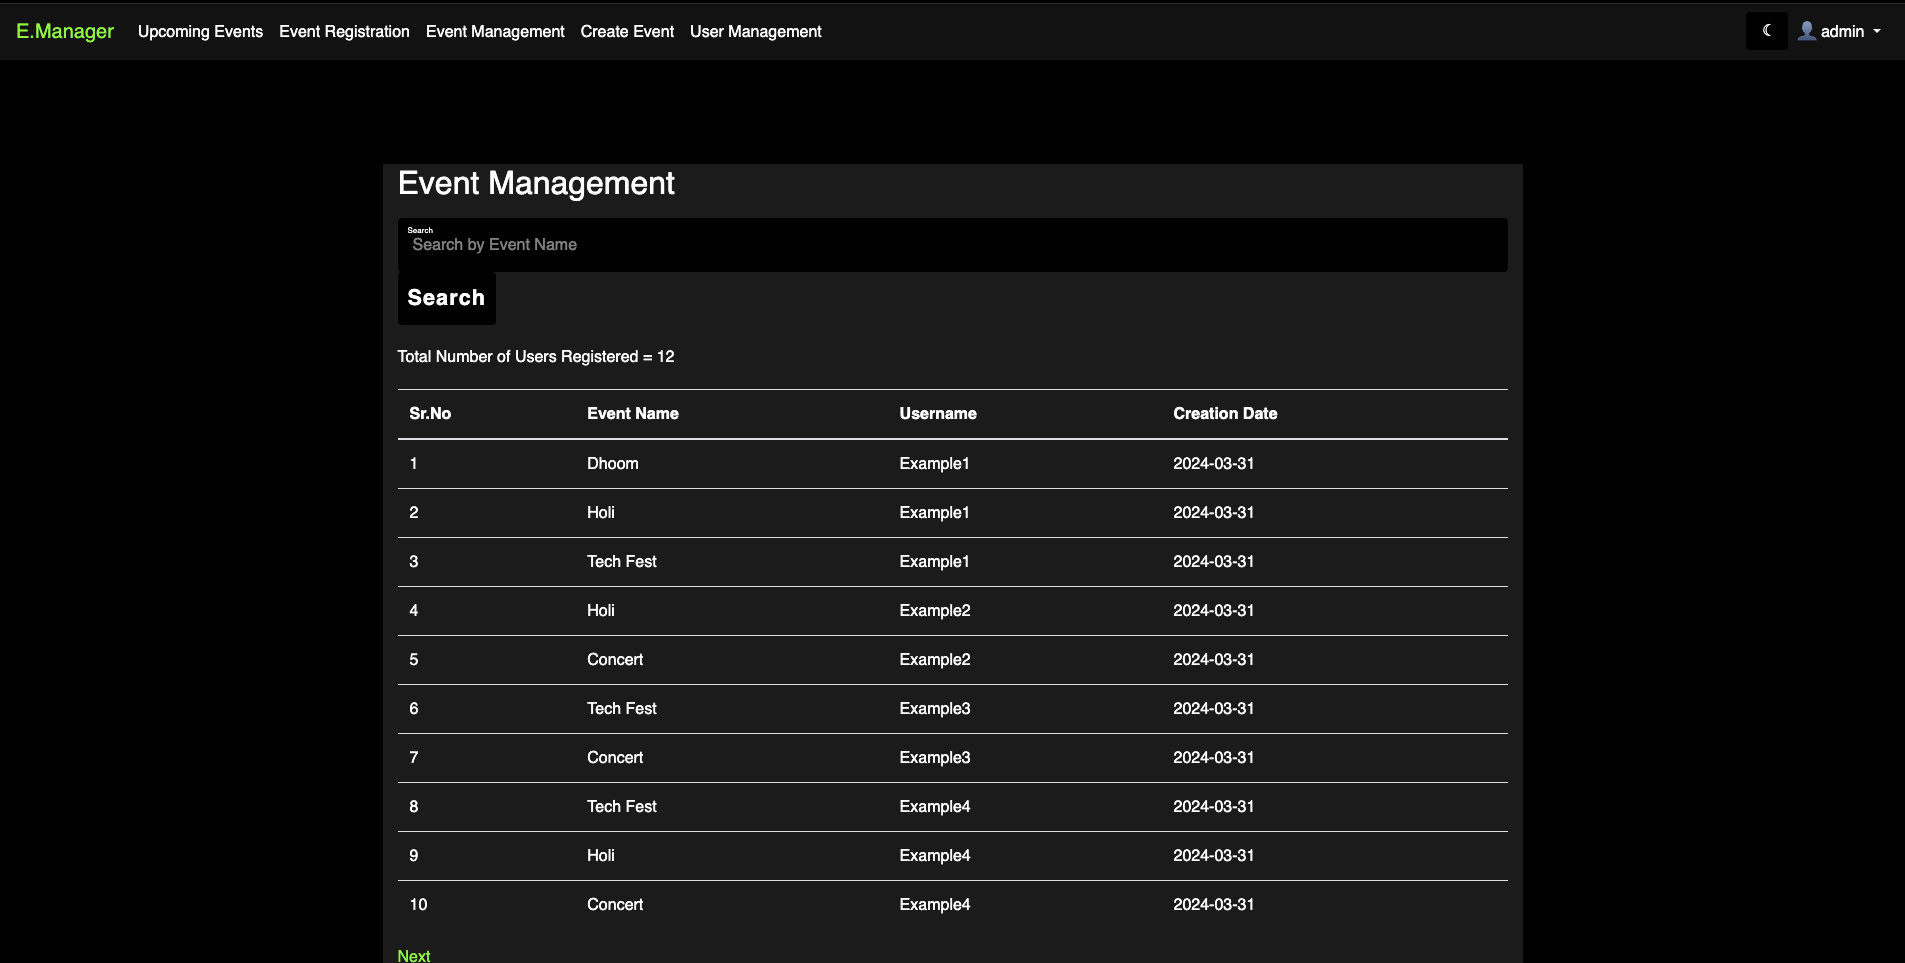 E.Manager Upcoming Events Event Registration Event Management Create Event User Management admin
Event Management
Search
Search by Event Name
Search
Total Number of Users Registered = 12
Sr.No Event Name Username Creation Date
1 Dhoom Example1 2024-03-31
2 Holi Example1 2024-03-31
3 Tech Fest Example1 2024-03-31
4 Holi Example2 2024-03-31
5 Concert Example2 2024-03-31
6 Tech Fest Example3 2024-03-31
7 Concert Example3 2024-03-31
8 Tech Fest Example4 2024-03-31
9 Holi Example4 2024-03-31
10 Concert Example4 2024-03-31
Next